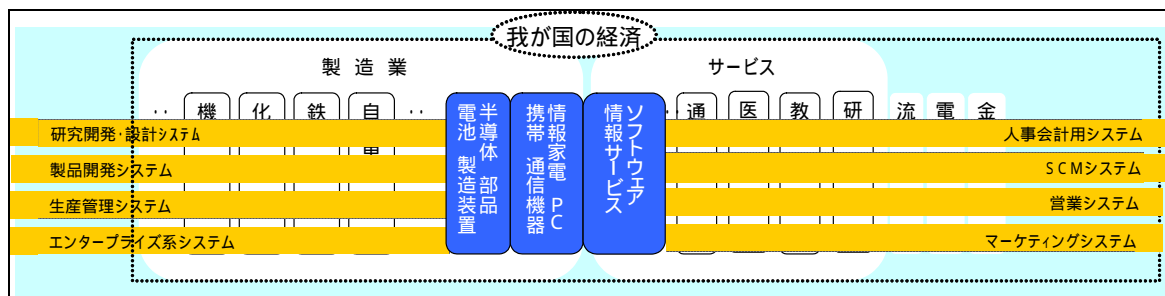 我が国の経済
製造業
サービス
‥
機
化
鉄
自
‥
半導体 部品
電池 製造装置
情報家電 PC
携帯 通信機器
ソフトウェア
情報サービス
‥
通
医
教
研
流
電
金
研究開発・設計システム
製品開発システム
生産管理システム
エンタープライズ系システム
人事会計用システム
SCMシステム
営業システム
マーケティングシステム